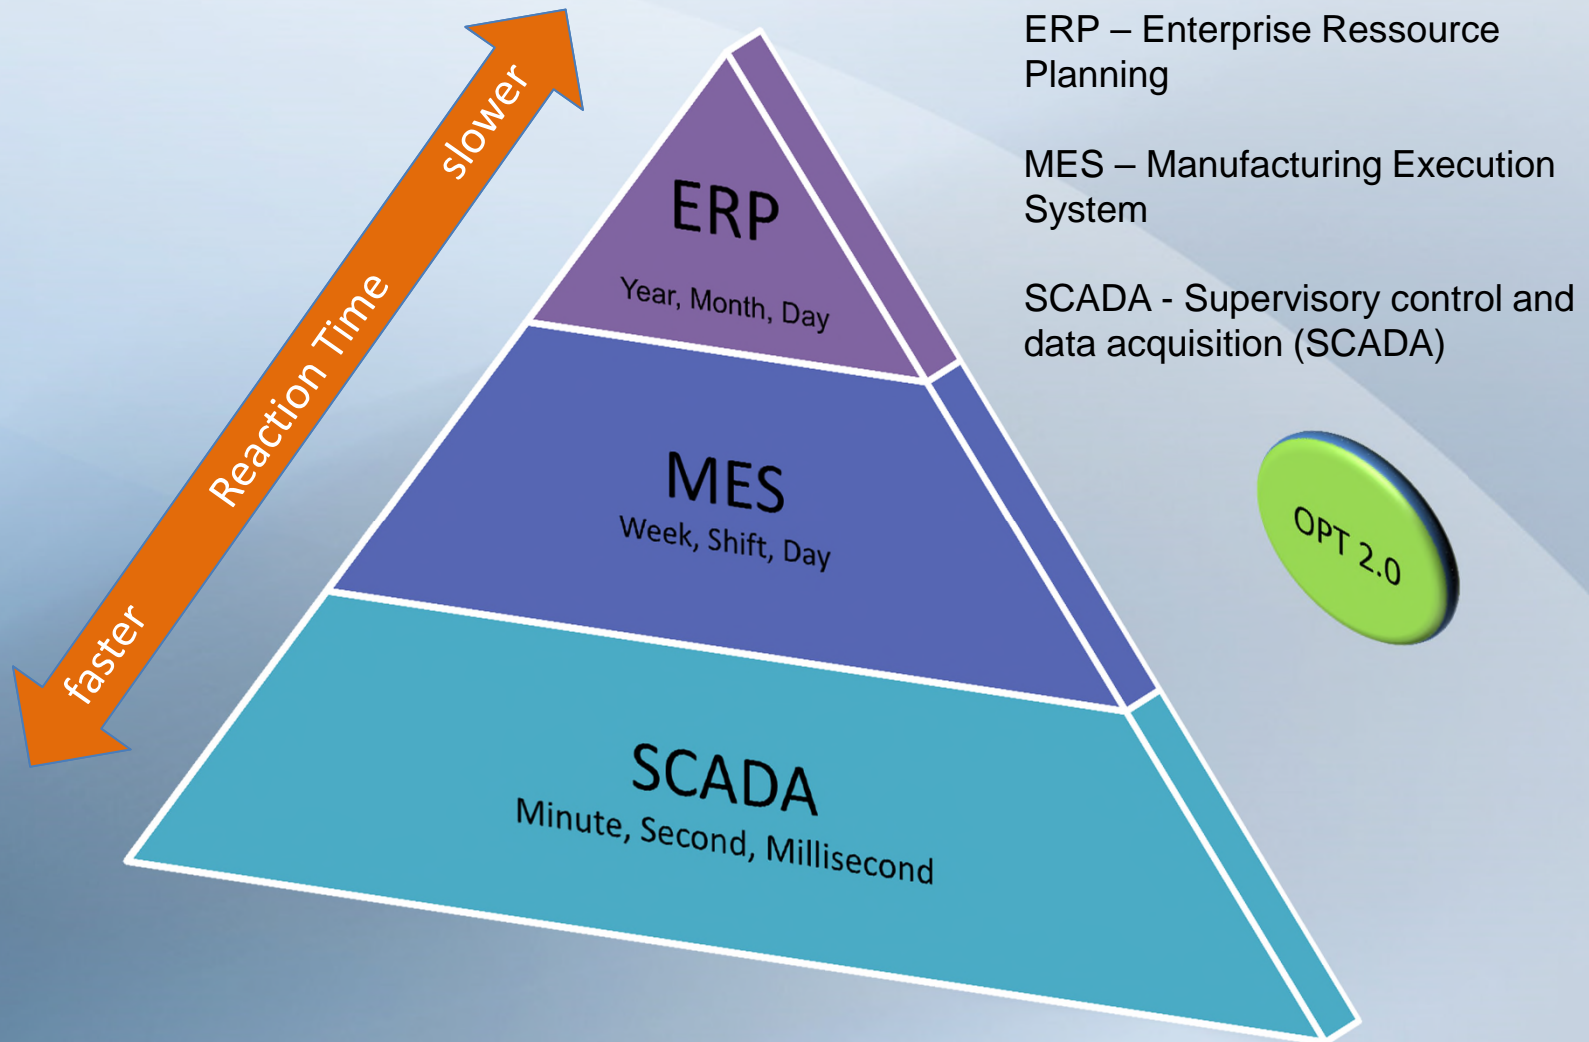 slower
Reaction Time
faster
ERP
Year, Month, Day
MES
Week, Shift, Day
SCADA
Minute, Second, Millisecond
ERP – Enterprise Ressource
Planning
MES – Manufacturing Execution
System
SCADA - Supervisory control and
data acquisition (SCADA)
OPT 2.0